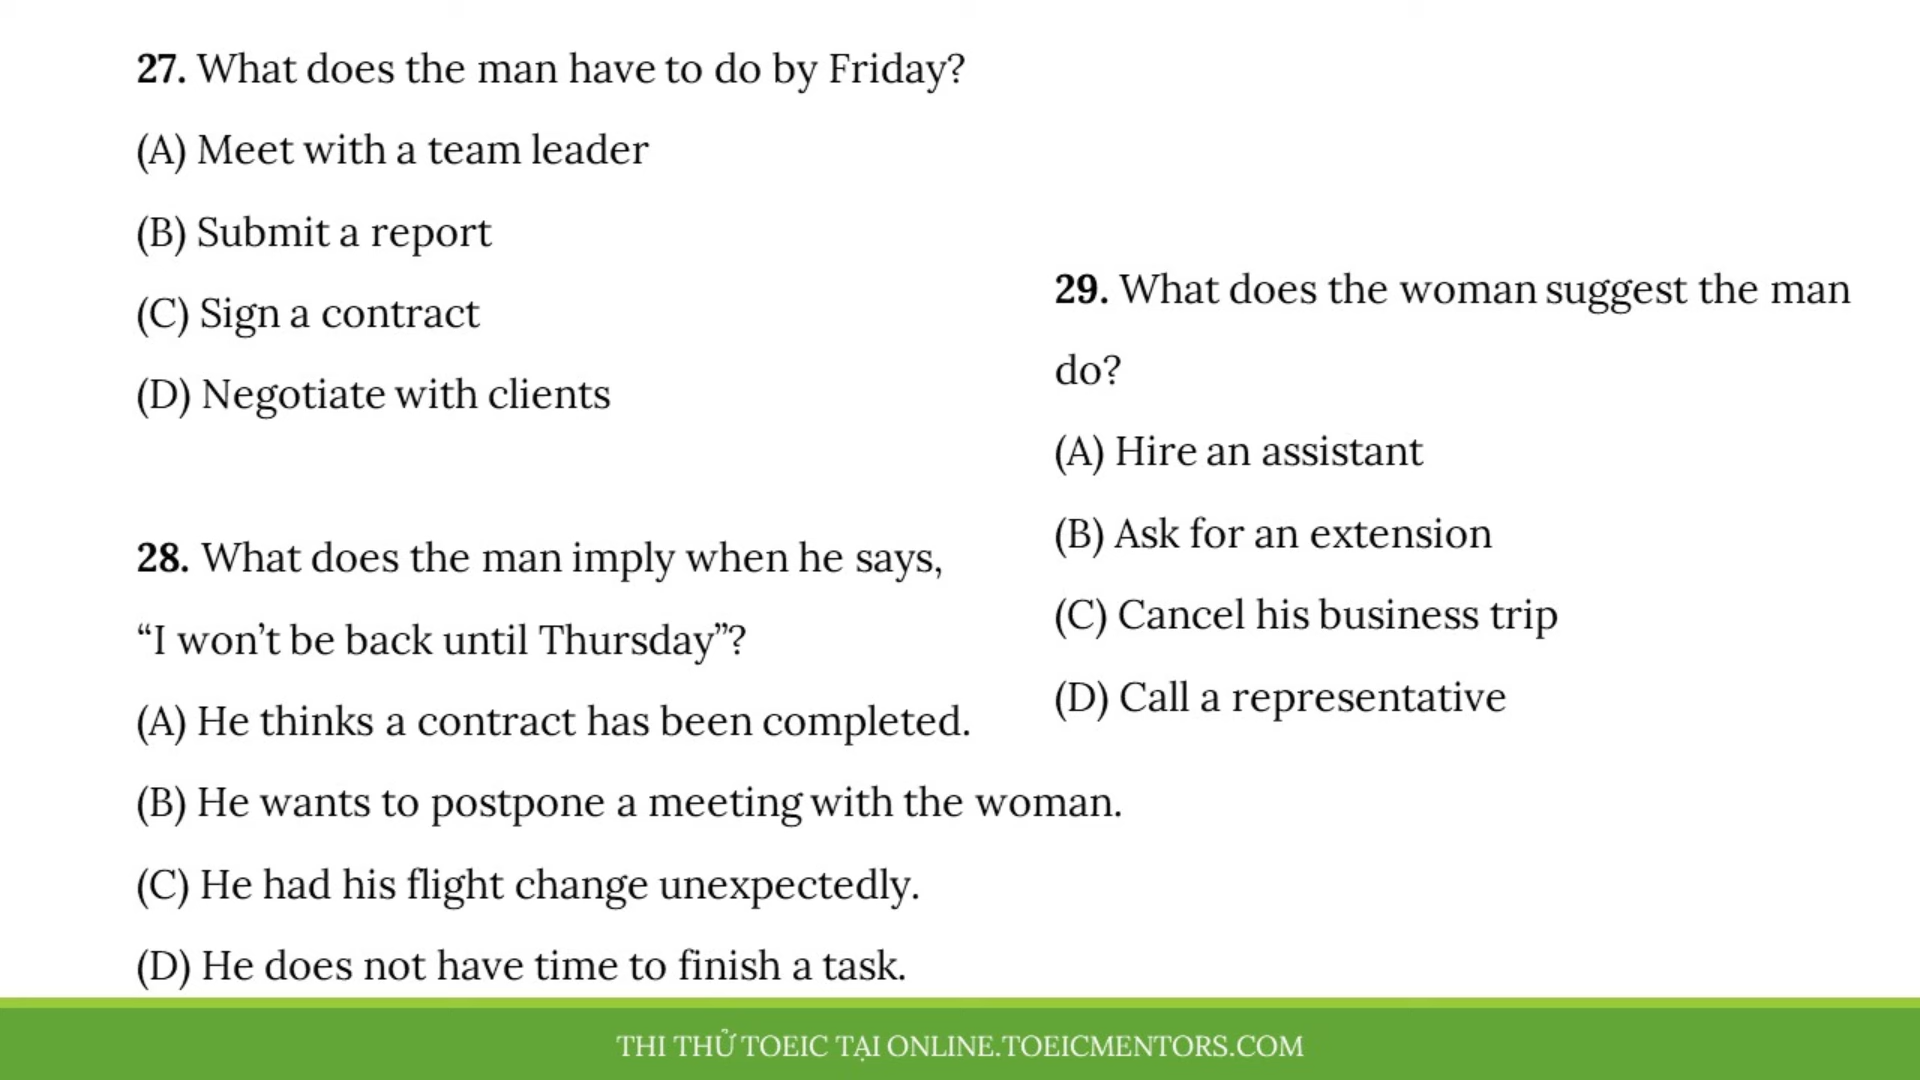 27. What does the man have to do by Friday?
(A) Meet with a team leader
(B) Submit a report
(C) Sign a contract
(D) Negotiate with clients
28. What does the man imply when he says,
“I won’t be back until Thursday”?
(A) He thinks a contract has been completed.
(B) He wants to postpone a meeting with the woman.
(C) He had his flight change unexpectedly.
(D) He does not have time to finish a task.
29. What does the woman suggest the man
do?
(A) Hire an assistant
(B) Ask for an extension
(C) Cancel his business trip
(D) Call a representative
THI THỬ TOEIC TẠI ONLINE.TOEICMENTORS.COM